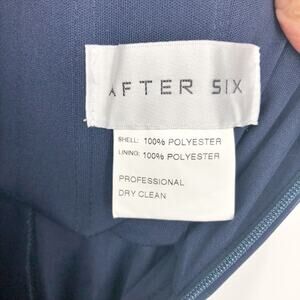 AFTER SIX
SHELL: 100% POLYESTER
LINING: 100% POLYESTER
PROFESSIONAL
DRY CLEAN